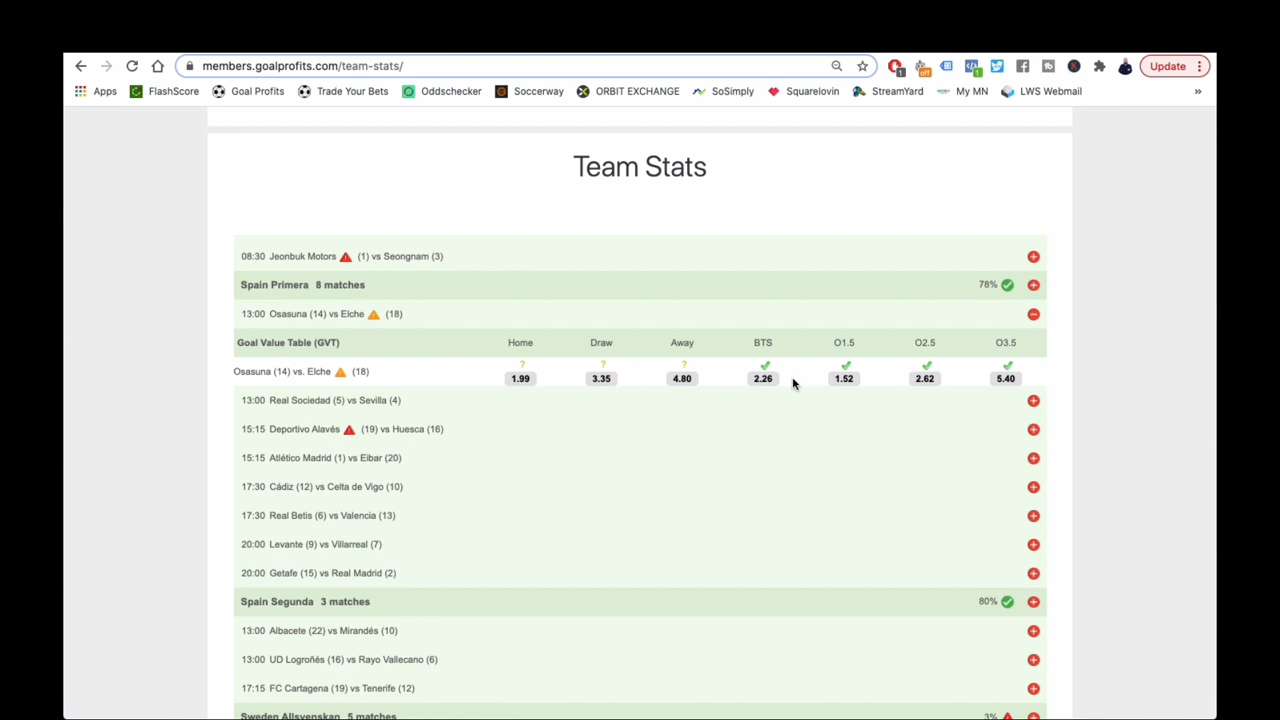 members.goalprofits.com/team-stats/
Update
1 off 1
Apps FlashScore Goal Profits Trade Your Bets Oddschecker Soccerway ORBIT EXCHANGE SoSimply Squarelovin StreamYard My MN LWS Webmail »
Team Stats
08:30 Jeonbuk Motors (1) vs Seongnam (3)
Spain Primera 8 matches 78%
13:00 Osasuna (14) vs Elche (18)
Goal Value Table (GVT) Home Draw Away BTS O1.5 O2.5 O3.5
? ? ?
Osasuna (14) vs. Elche (18) 1.99 3.35 4.80 2.26 1.52 2.62 5.40
13:00 Real Sociedad (5) vs Sevilla (4)
15:15 Deportivo Alavés (19) vs Huesca (16)
15:15 Atlético Madrid (1) vs Eibar (20)
17:30 Cádiz (12) vs Celta de Vigo (10)
17:30 Real Betis (6) vs Valencia (13)
20:00 Levante (9) vs Villarreal (7)
20:00 Getafe (15) vs Real Madrid (2)
Spain Segunda 3 matches 80%
13:00 Albacete (22) vs Mirandés (10)
13:00 UD Logroñés (16) vs Rayo Vallecano (6)
17:15 FC Cartagena (19) vs Tenerife (12)
Sweden Allsvenskan 5 matches 3%